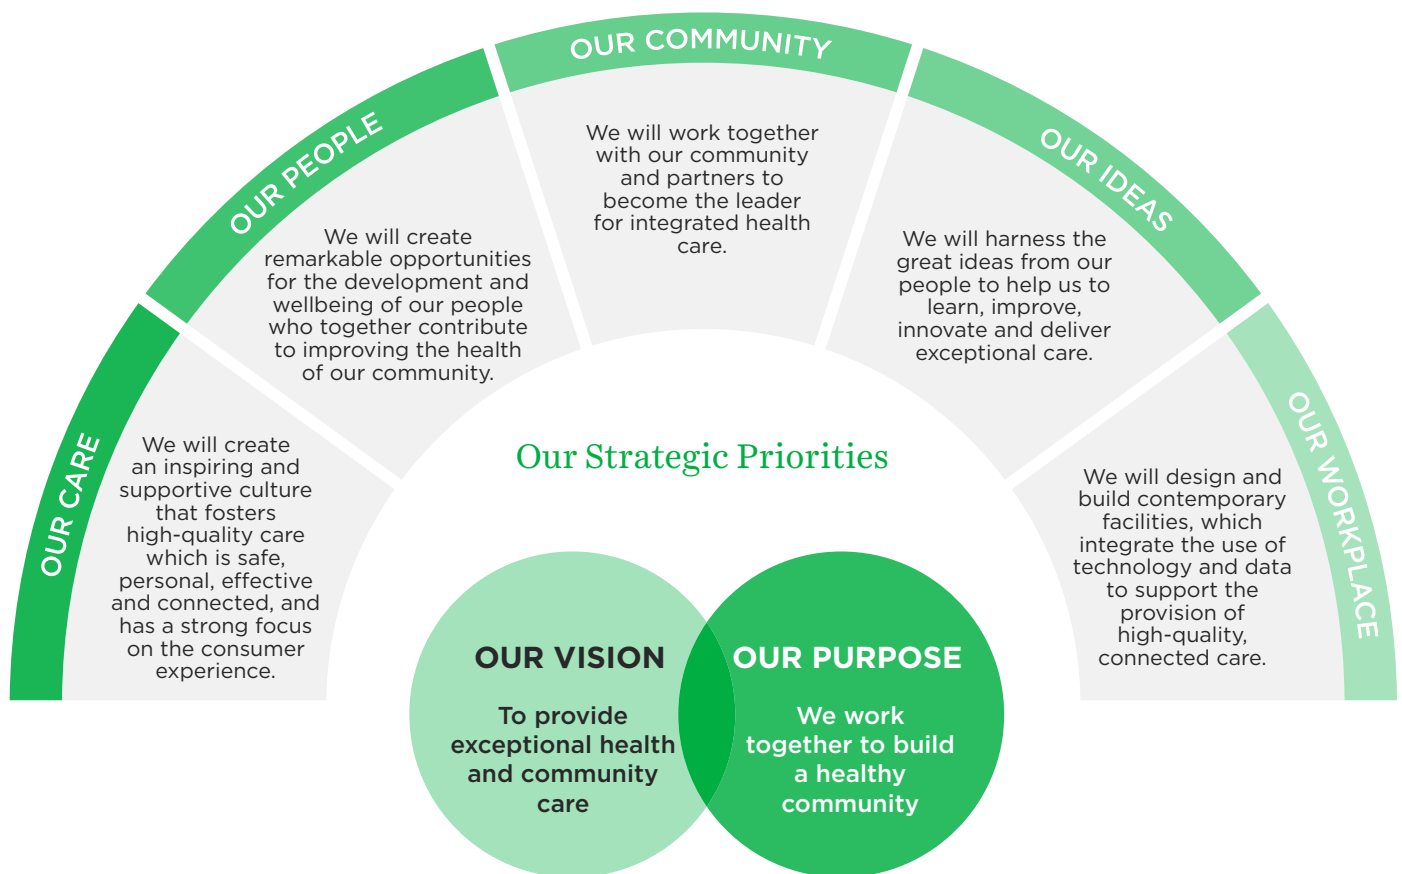 OUR CARE
We will create
an inspiring and
supportive culture
that fosters
high-quality care
which is safe,
personal, effective
and connected, and
has a strong focus
on the consumer
experience.
OUR PEOPLE
We will create
remarkable opportunities
for the development and
wellbeing of our people
who together contribute
to improving the health
of our community.
OUR COMMUNITY
We will work together
with our community
and partners to
become the leader
for integrated health
care.
OUR IDEAS
We will harness the
great ideas from our
people to help us to
learn, improve,
innovate and deliver
exceptional care.
OUR WORKPLACE
We will design and
build contemporary
facilities, which
integrate the use of
technology and data
to support the
provision of
high-quality,
connected care.
Our Strategic Priorities
OUR VISION
To provide
exceptional health
and community
care
OUR PURPOSE
We work
together to build
a healthy
community